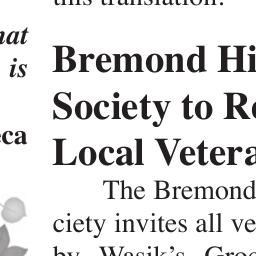 this translation?
hat
is
eca
Bremond Hi
Society to Re
Local Vetera
The Bremond
ciety invites all ve
by Wasik's Groc